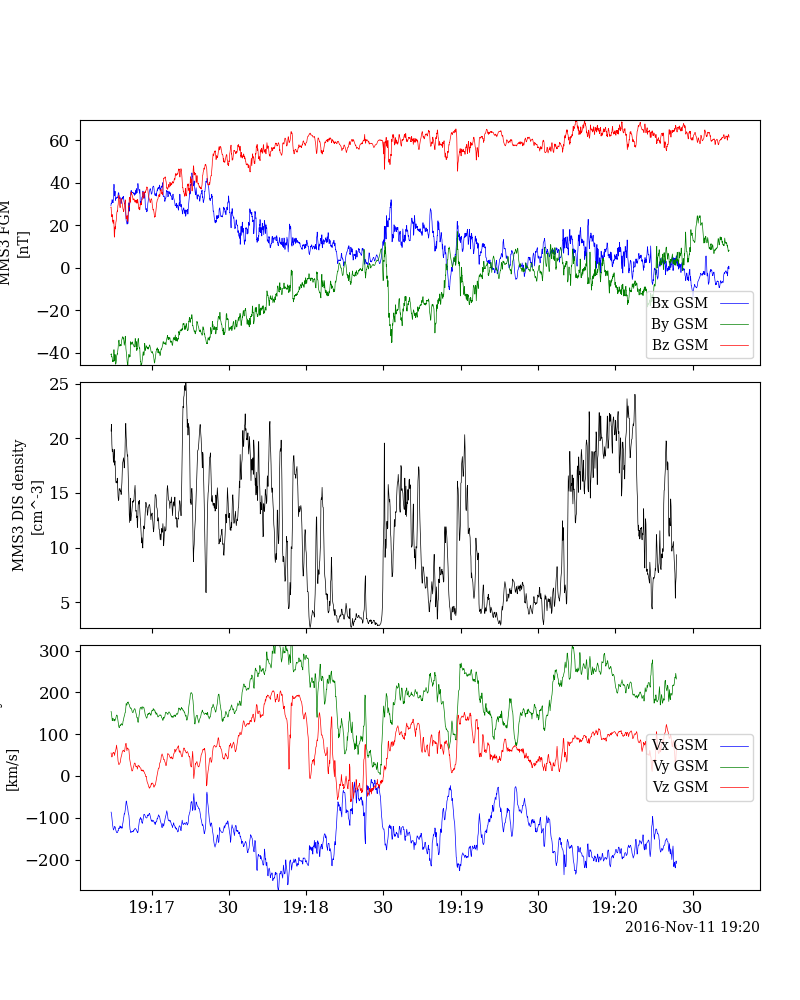 60
40
20
0
−20
−40
MMS3 FGM
[nT]
Bx GSM
By GSM
Bz GSM
25
20
15
10
5
MMS3 DIS density
[cm^-3]
300
200
100
0
−100
−200
[km/s]
Vx GSM
Vy GSM
Vz GSM
19:17
30
19:18
30
19:19
30
19:20
30
2016-Nov-11 19:20